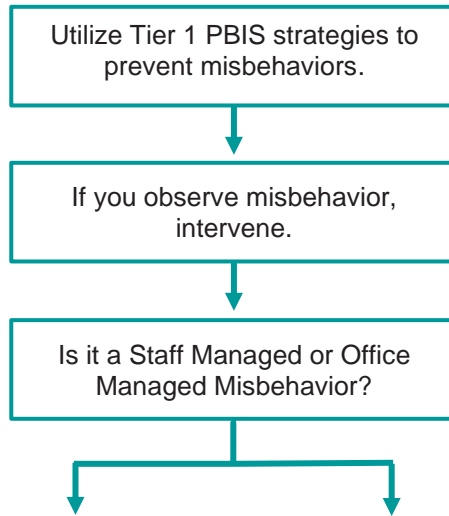 Utilize Tier 1 PBIS strategies to
prevent misbehaviors.
If you observe misbehavior,
intervene.
Is it a Staff Managed or Office
Managed Misbehavior?